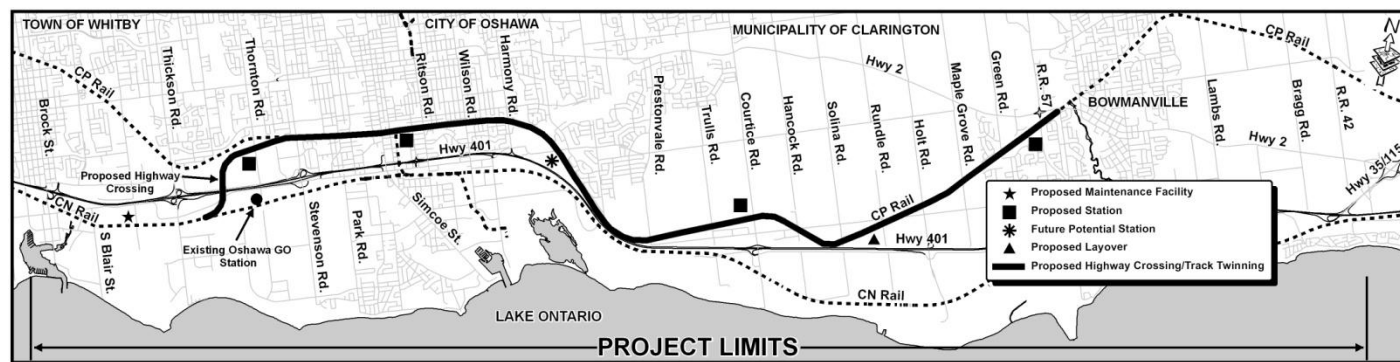 TOWN OF WHITBY
CITY OF OSHAWA
MUNICIPALITY OF CLARINGTON
N
CP Rail
Brock St.
Thickson Rd.
Thornton Rd.
Ritson Rd.
Wilson Rd.
Harmony Rd.
Hwy 401
Proposed Highway
Crossing
CN Rail
S Blair St.
Existing Oshawa GO
Station
Stevenson Rd.
Park Rd.
Simcoe St.
Prestonvale Rd.
Trulls Rd.
Courtice Rd.
Hancock Rd.
Solina Rd.
Rundle Rd.
Holt Rd.
Maple Grove Rd.
Green Rd.
R.R. 57
Hwy 2
CP Rail
Hwy 401
CN Rail
BOWMANVILLE
CP Rail
Lambs Rd.
Bragg Rd.
R.R. 42
Hwy 2
Hwy 35/115
Proposed Maintenance Facility
Proposed Station
Future Potential Station
Proposed Layover
Proposed Highway Crossing/Track Twinning
LAKE ONTARIO
PROJECT LIMITS